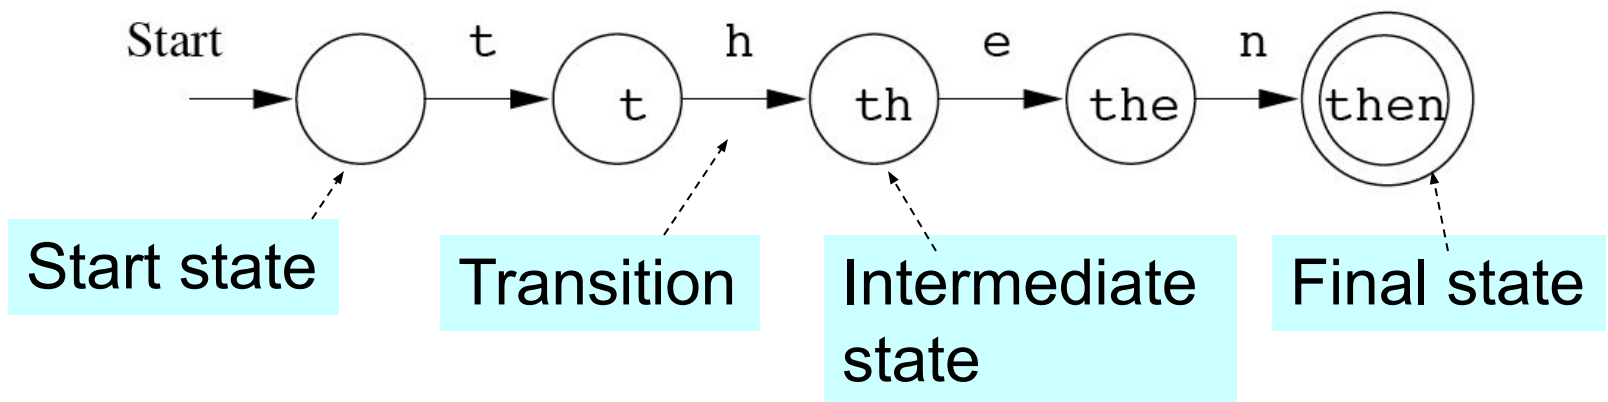 Start t h e n
t th the then
Start state
Transition
Intermediate
state
Final state